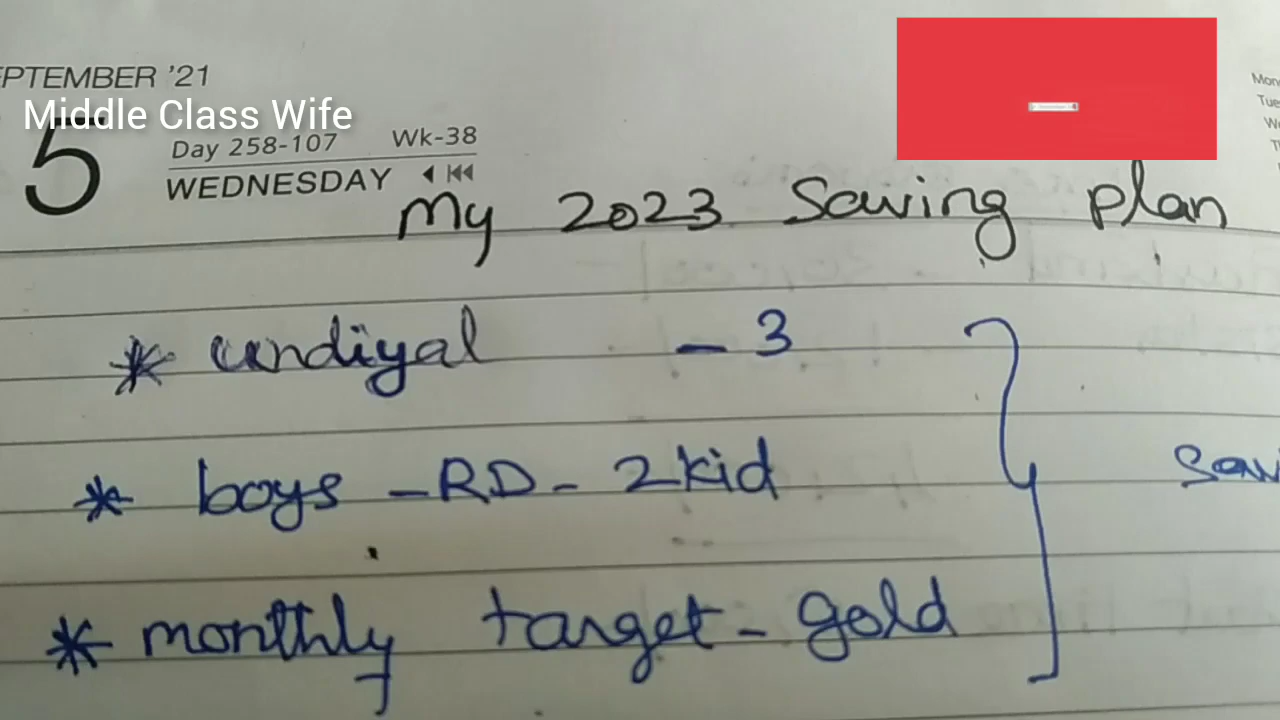 SEPTEMBER '21
Middle Class Wife
5
Day 258-107 Wk-38
WEDNESDAY
My 2023 Saving plan
* undiyal - 3
* boys - RD - 2 kid
* monthly target - gold